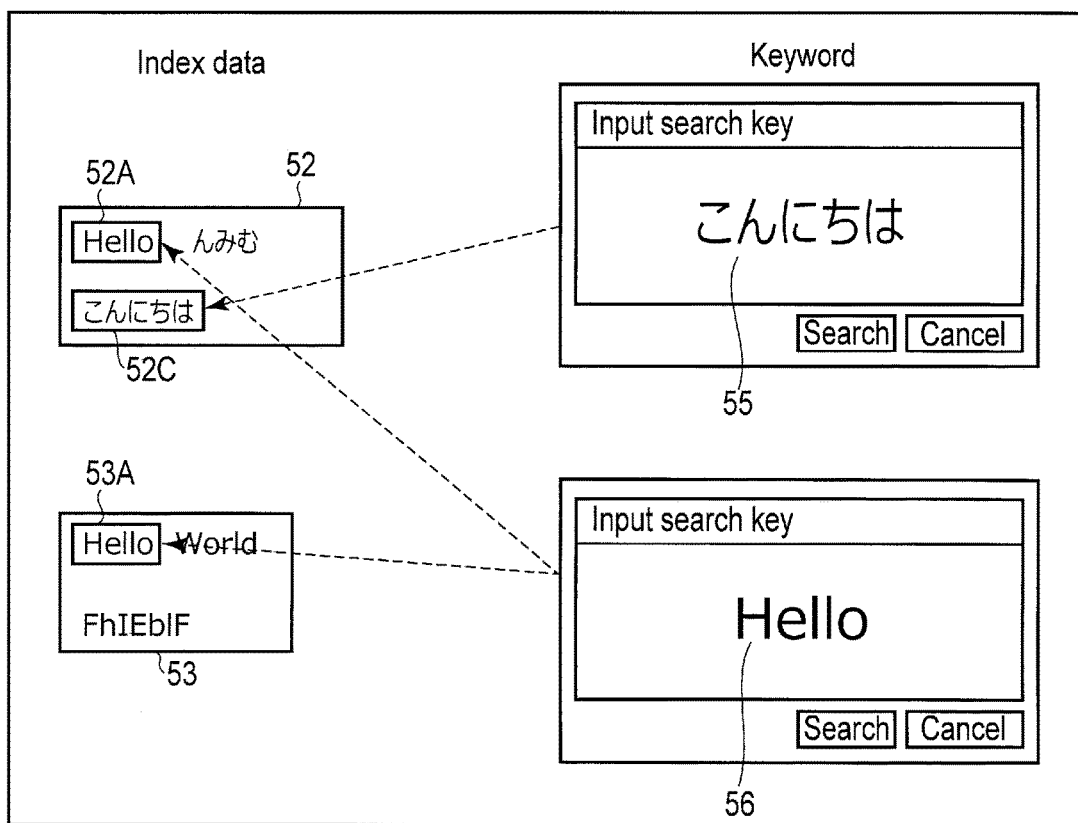 Index data
52A
52
Hello んみむ
こんにちは
52C
53A
Hello World
FhIEblF
53
Keyword
Input search key
こんにちは
Search Cancel
55
Input search key
Hello
Search Cancel
56